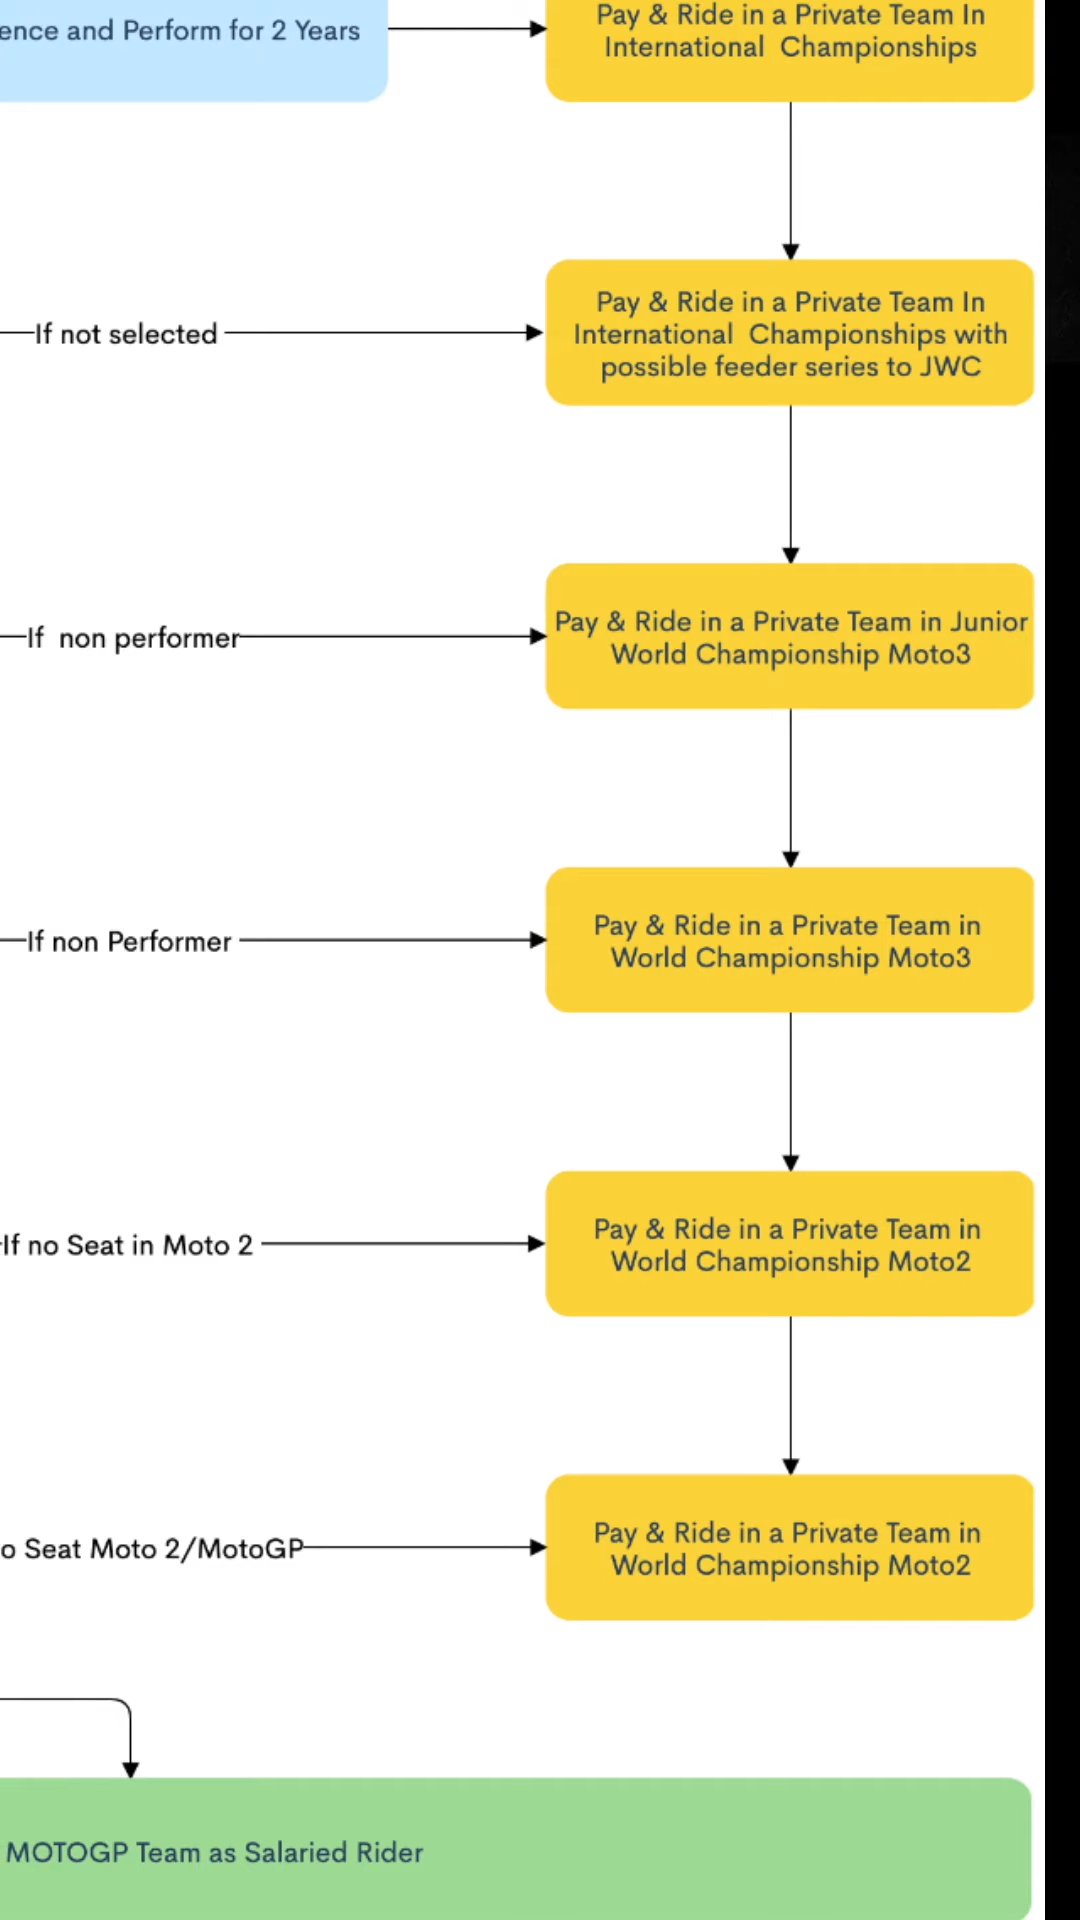 ence and Perform for 2 Years
Pay & Ride in a Private Team In
International Championships
If not selected
Pay & Ride in a Private Team In
International Championships with
possible feeder series to JWC
If non performer
Pay & Ride in a Private Team in Junior
World Championship Moto3
If non Performer
Pay & Ride in a Private Team in
World Championship Moto3
If no Seat in Moto 2
Pay & Ride in a Private Team in
World Championship Moto2
o Seat Moto 2/MotoGP
Pay & Ride in a Private Team in
World Championship Moto2
MOTOGP Team as Salaried Rider